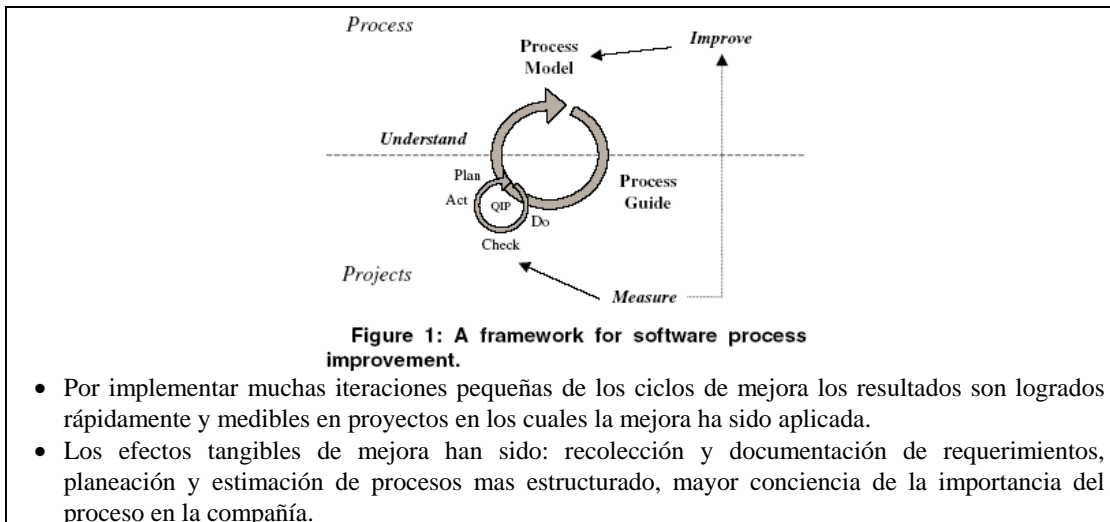 Process
Improve
Process
Model
Understand
Plan
Process
Guide
Act
QIP
Do
Check
Projects
Measure
Figure 1: A framework for software process
improvement.
• Por implementar muchas iteraciones pequeñas de los ciclos de mejora los resultados son logrados
rápidamente y medibles en proyectos en los cuales la mejora ha sido aplicada.
• Los efectos tangibles de mejora han sido: recolección y documentación de requerimientos,
planeación y estimación de procesos mas estructurado, mayor conciencia de la importancia del
proceso en la compañía.